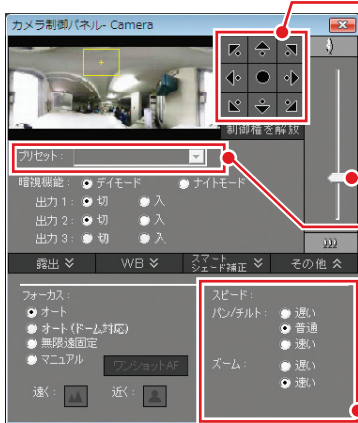 カメラ制御パネル- Camera
制御権を解放
プリセット：
暗視機能： デイモード ナイトモード
出力 1： 切 入
出力 2： 切 入
出力 3： 切 入
露出 WB スマートシェード補正 その他
フォーカス：
オート
オート(ドーム対応)
無限遠固定
マニュアル ワンショットAF
遠く： 近く：
スピード：
パン/チルト： 遅い
普通
速い
ズーム： 遅い
速い